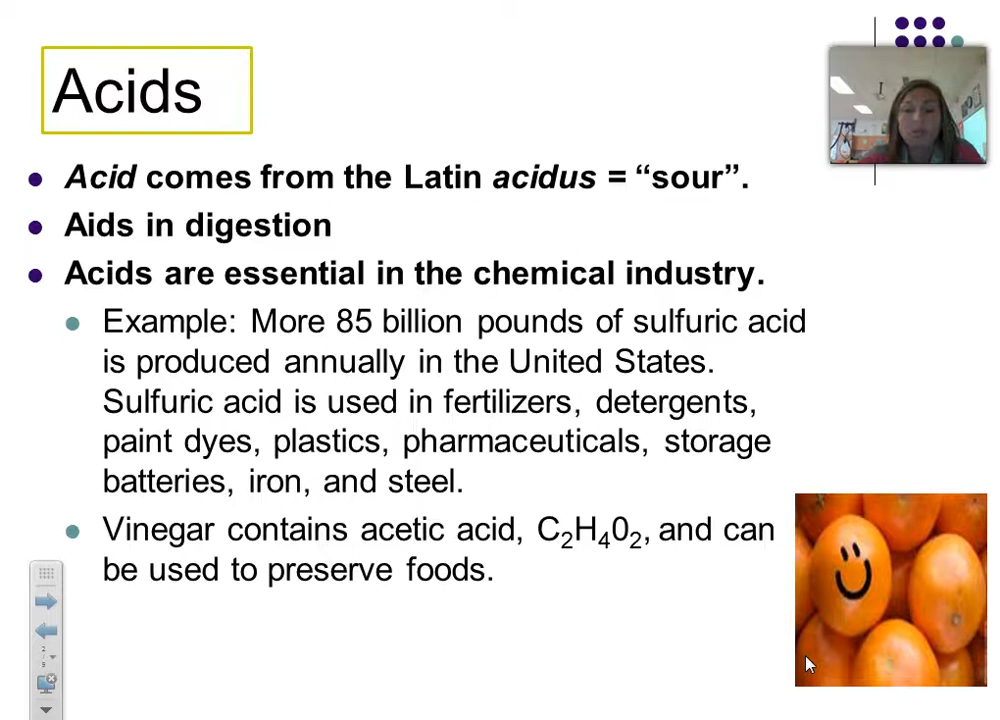 Acids
Acid comes from the Latin acidus = “sour”.
Aids in digestion
Acids are essential in the chemical industry.
Example: More 85 billion pounds of sulfuric acid
is produced annually in the United States.
Sulfuric acid is used in fertilizers, detergents,
paint dyes, plastics, pharmaceuticals, storage
batteries, iron, and steel.
Vinegar contains acetic acid, C₂H₄0₂, and can
be used to preserve foods.
2
/
9